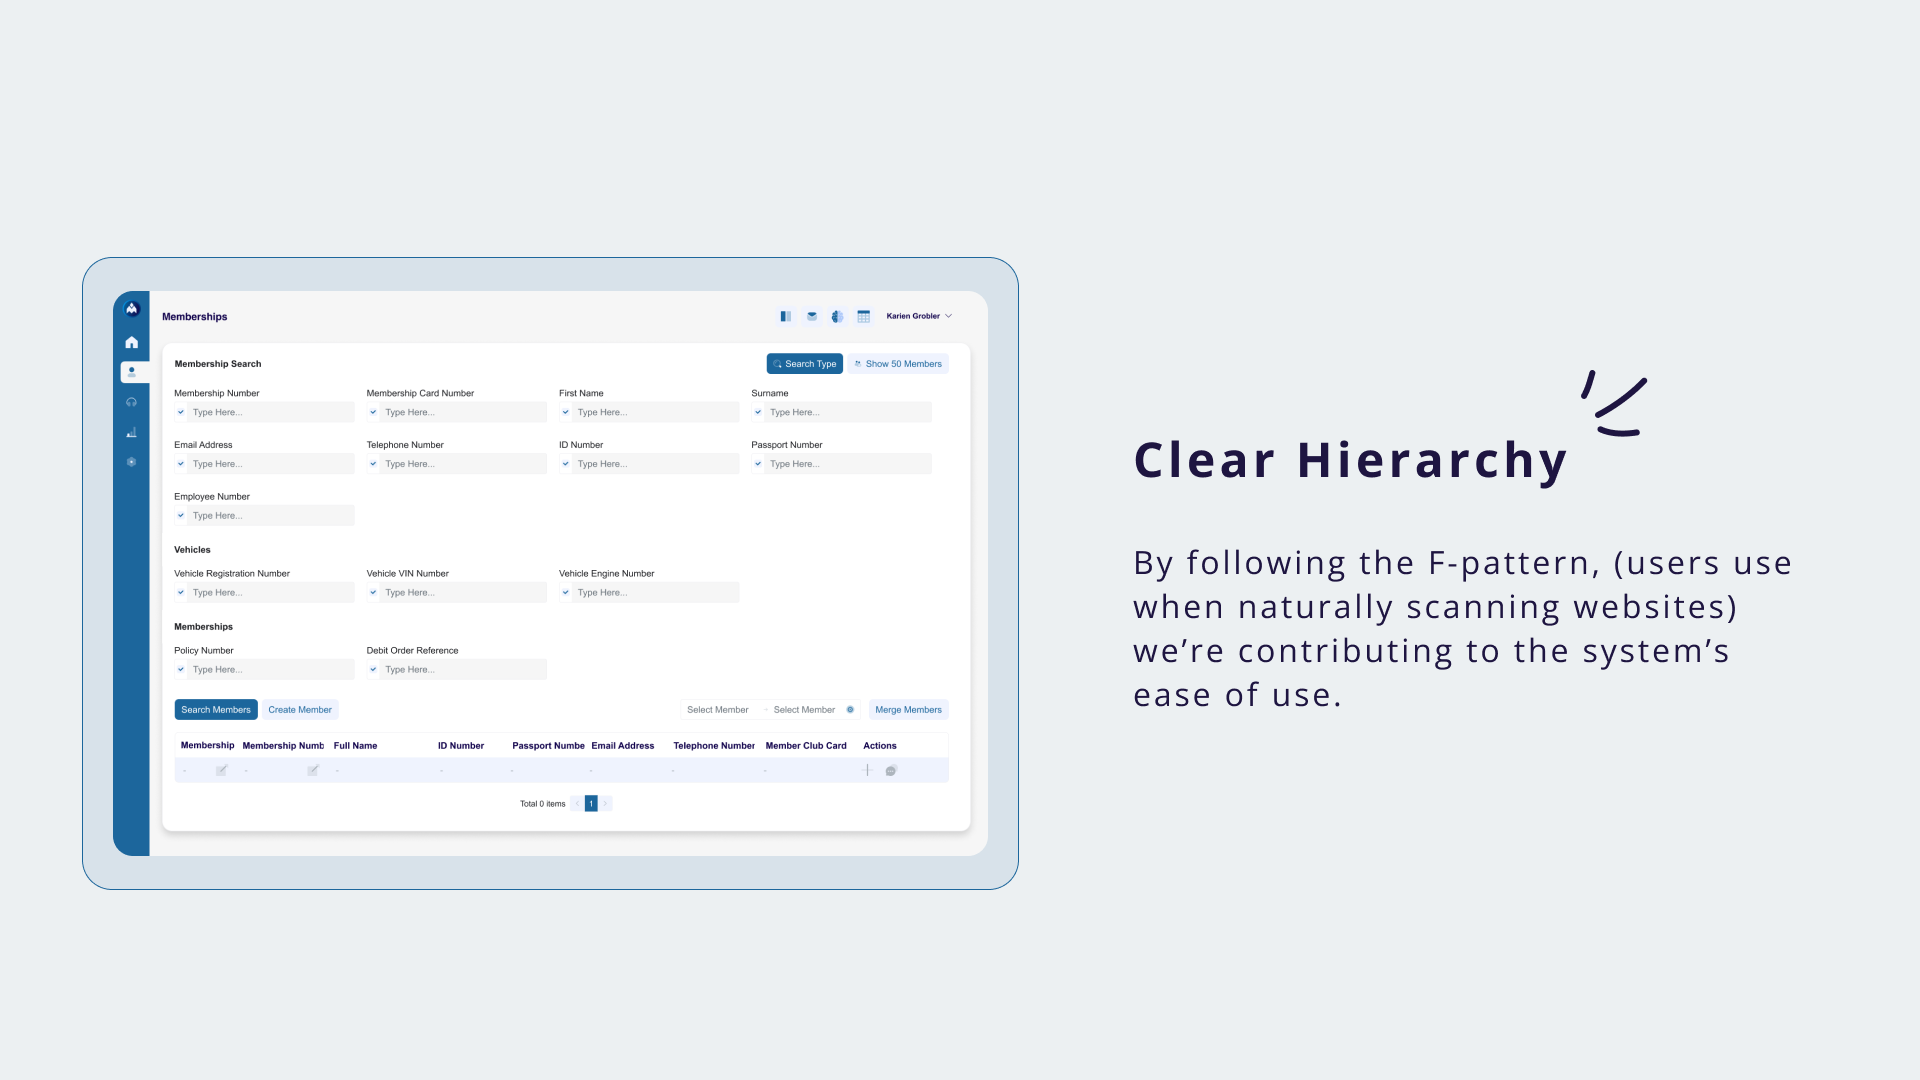 Memberships
Karien Grobler
Membership Search
Search Type
Show 50 Members
Membership Number
Membership Card Number
First Name
Surname
Type Here...
Type Here...
Type Here...
Type Here...
Email Address
Telephone Number
ID Number
Passport Number
Type Here...
Type Here...
Type Here...
Type Here...
Employee Number
Type Here...
Vehicles
Vehicle Registration Number
Vehicle VIN Number
Vehicle Engine Number
Type Here...
Type Here...
Type Here...
Memberships
Policy Number
Debit Order Reference
Type Here...
Type Here...
Search Members
Create Member
Select Member - Select Member
Merge Members
Membership
Membership Numb
Full Name
ID Number
Passport Numbe
Email Address
Telephone Number
Member Club Card
Actions
- - - - - - - -
Total 0 items
1
Clear Hierarchy
By following the F-pattern, (users use
when naturally scanning websites)
we’re contributing to the system’s
ease of use.